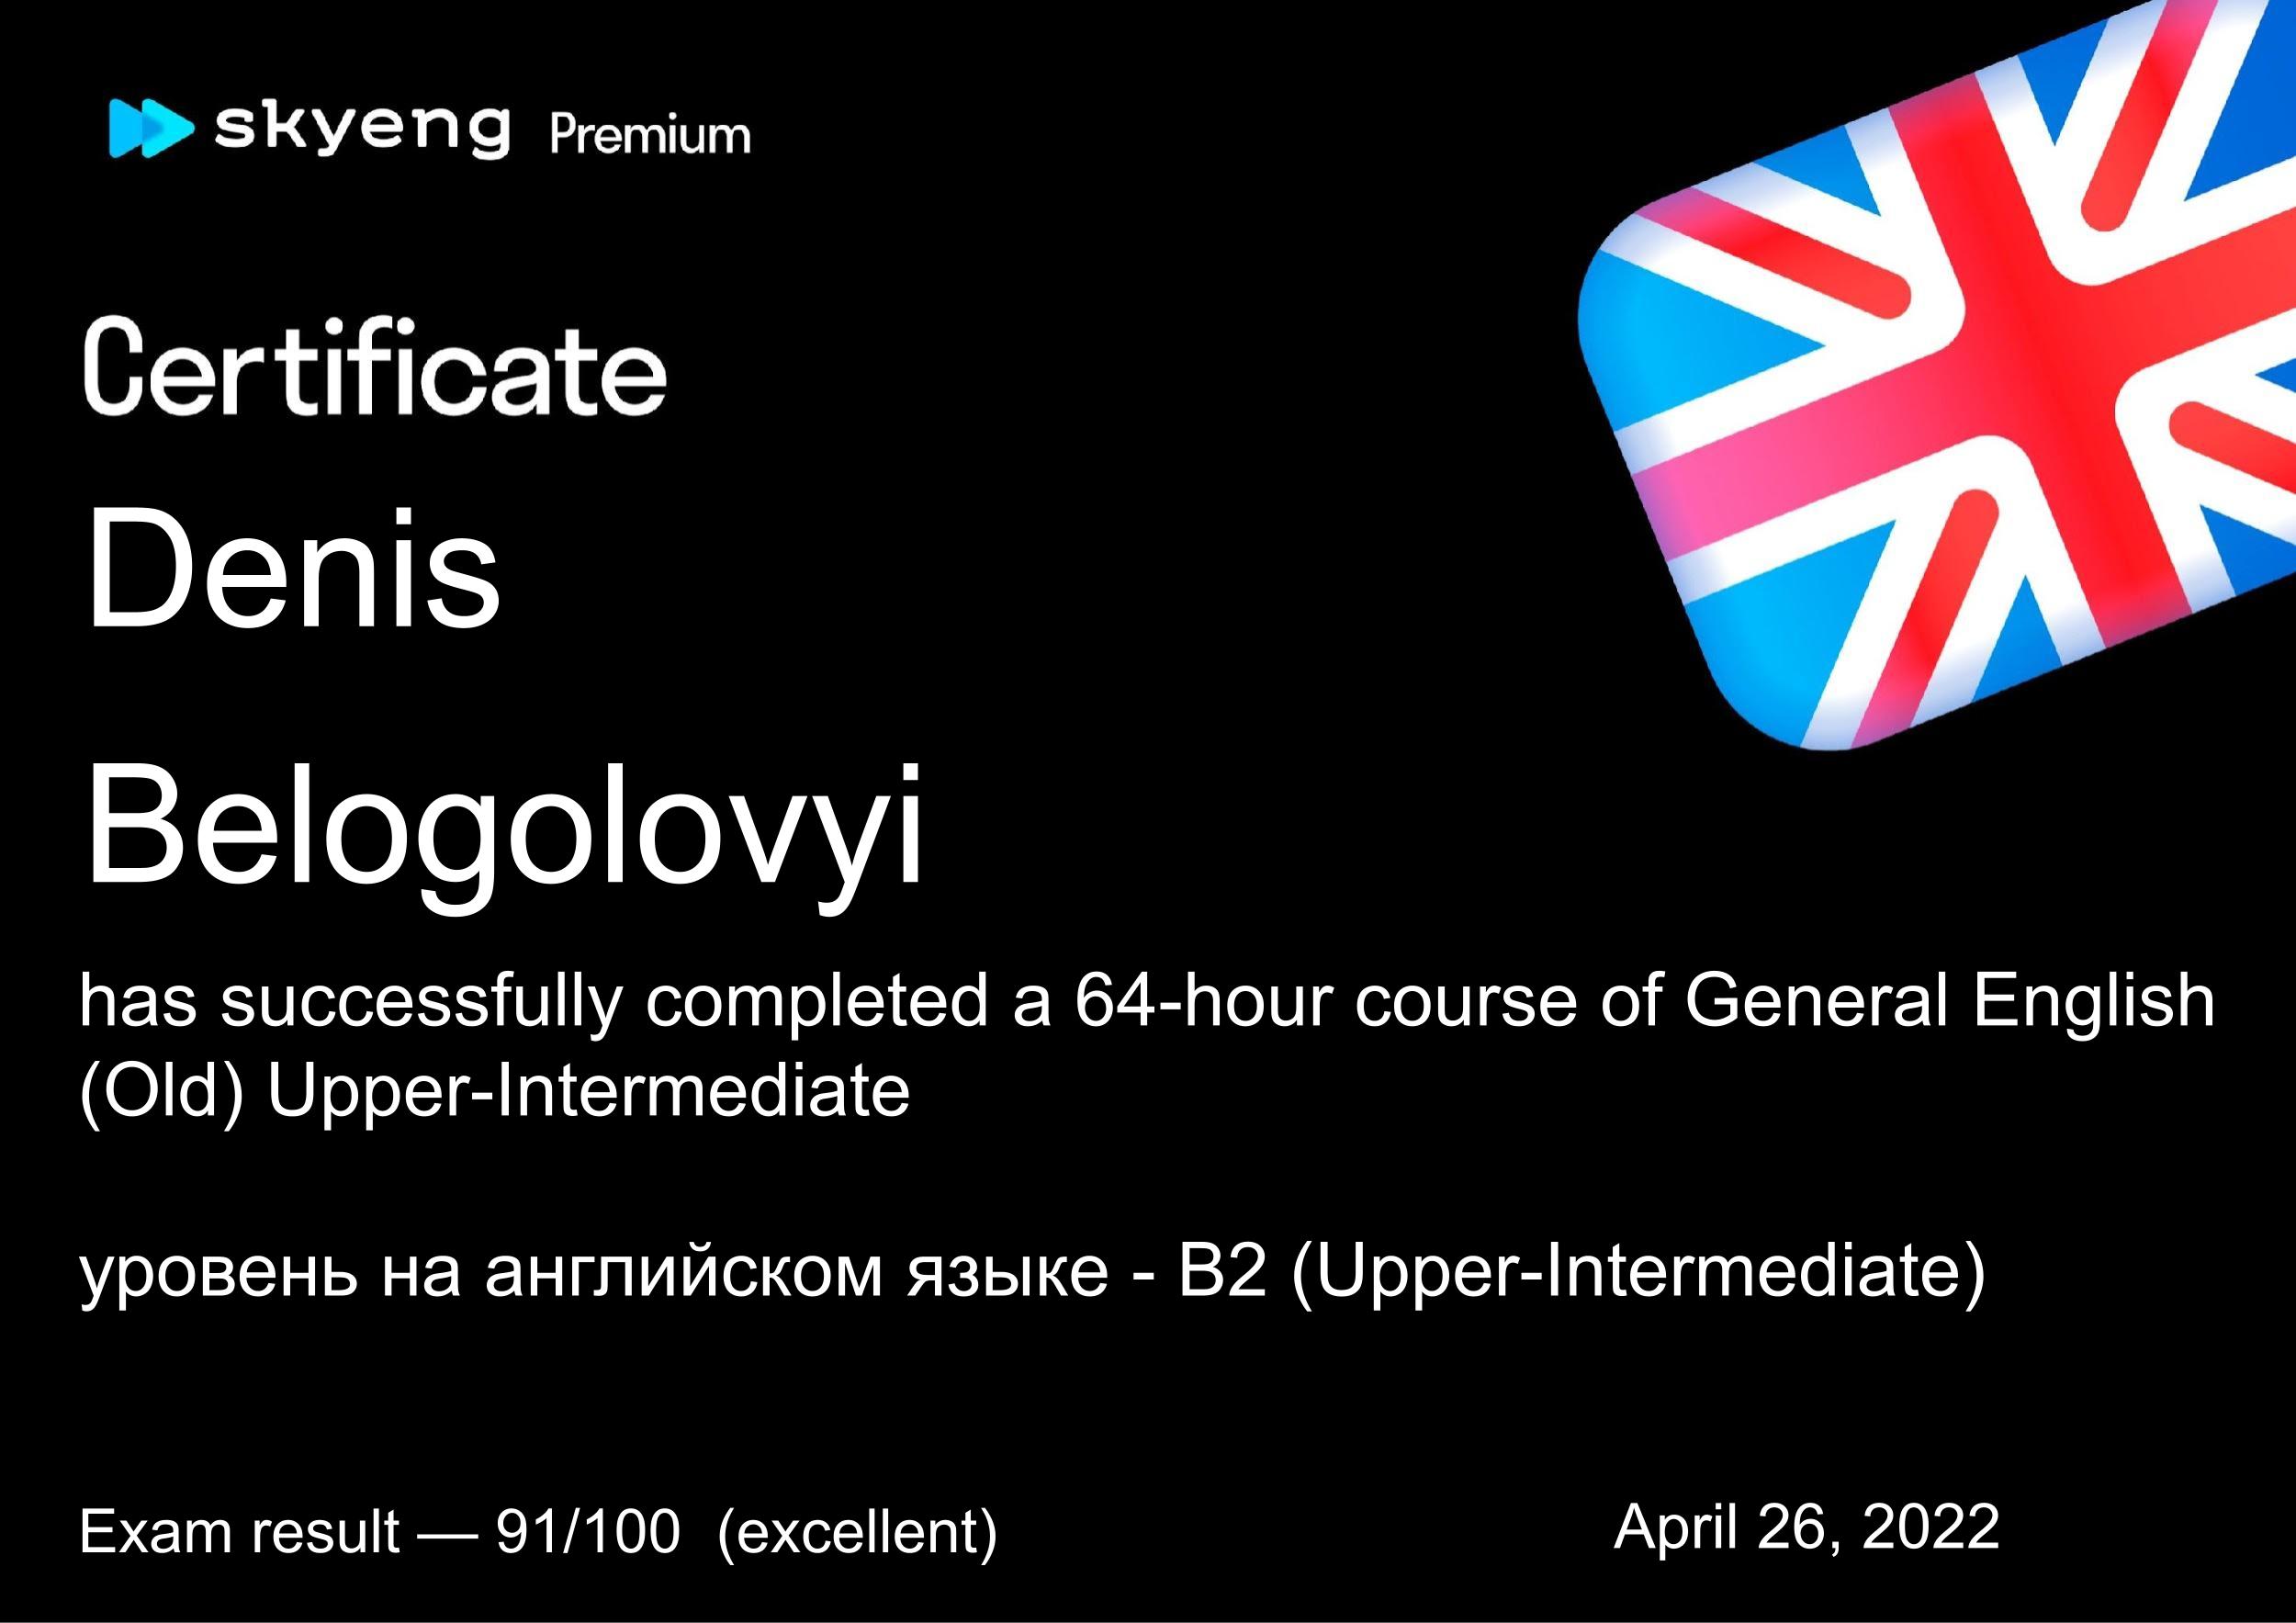 skyeng Premium
Certificate
Denis
Belogolovyi
has successfully completed a 64-hour course of General English
(Old) Upper-Intermediate
уровень на английском языке - B2 (Upper-Intermediate)
Exam result — 91/100 (excellent)
April 26, 2022